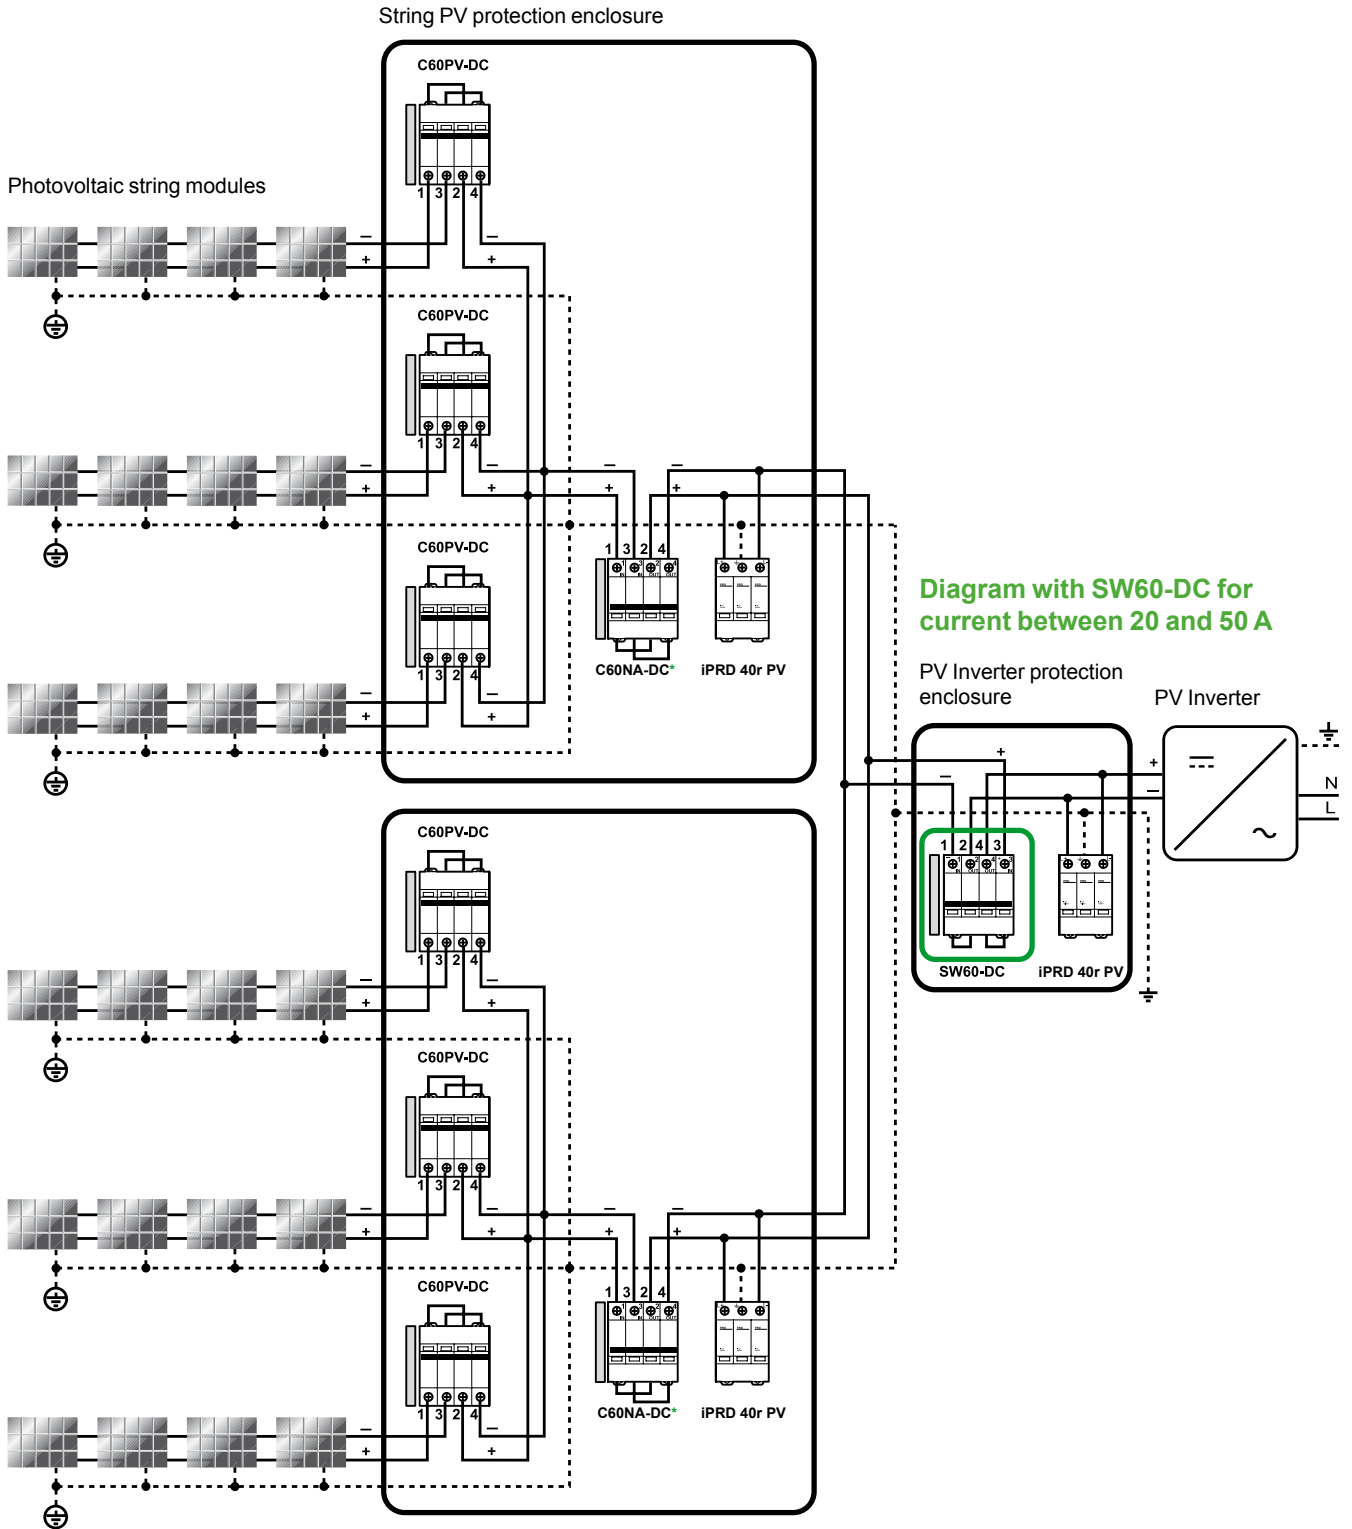 String PV protection enclosure
C60PV-DC
1 3 2 4
Photovoltaic string modules
− −
+ +
C60PV-DC
1 3 2 4
− − − −
+ + + +
C60PV-DC
1 3 2 4
1 3 2 4
C60NA-DC*
iPRD 40r PV
− −
+ +
Diagram with SW60-DC for
current between 20 and 50 A
PV Inverter protection
enclosure
PV Inverter
+
−
+
−
N
L
1 2 4 3
SW60-DC
iPRD 40r PV
C60PV-DC
1 3 2 4
− −
+ +
C60PV-DC
1 3 2 4
− − − −
+ + + +
C60PV-DC
1 3 2 4
1 3 2 4
C60NA-DC*
iPRD 40r PV
− −
+ +